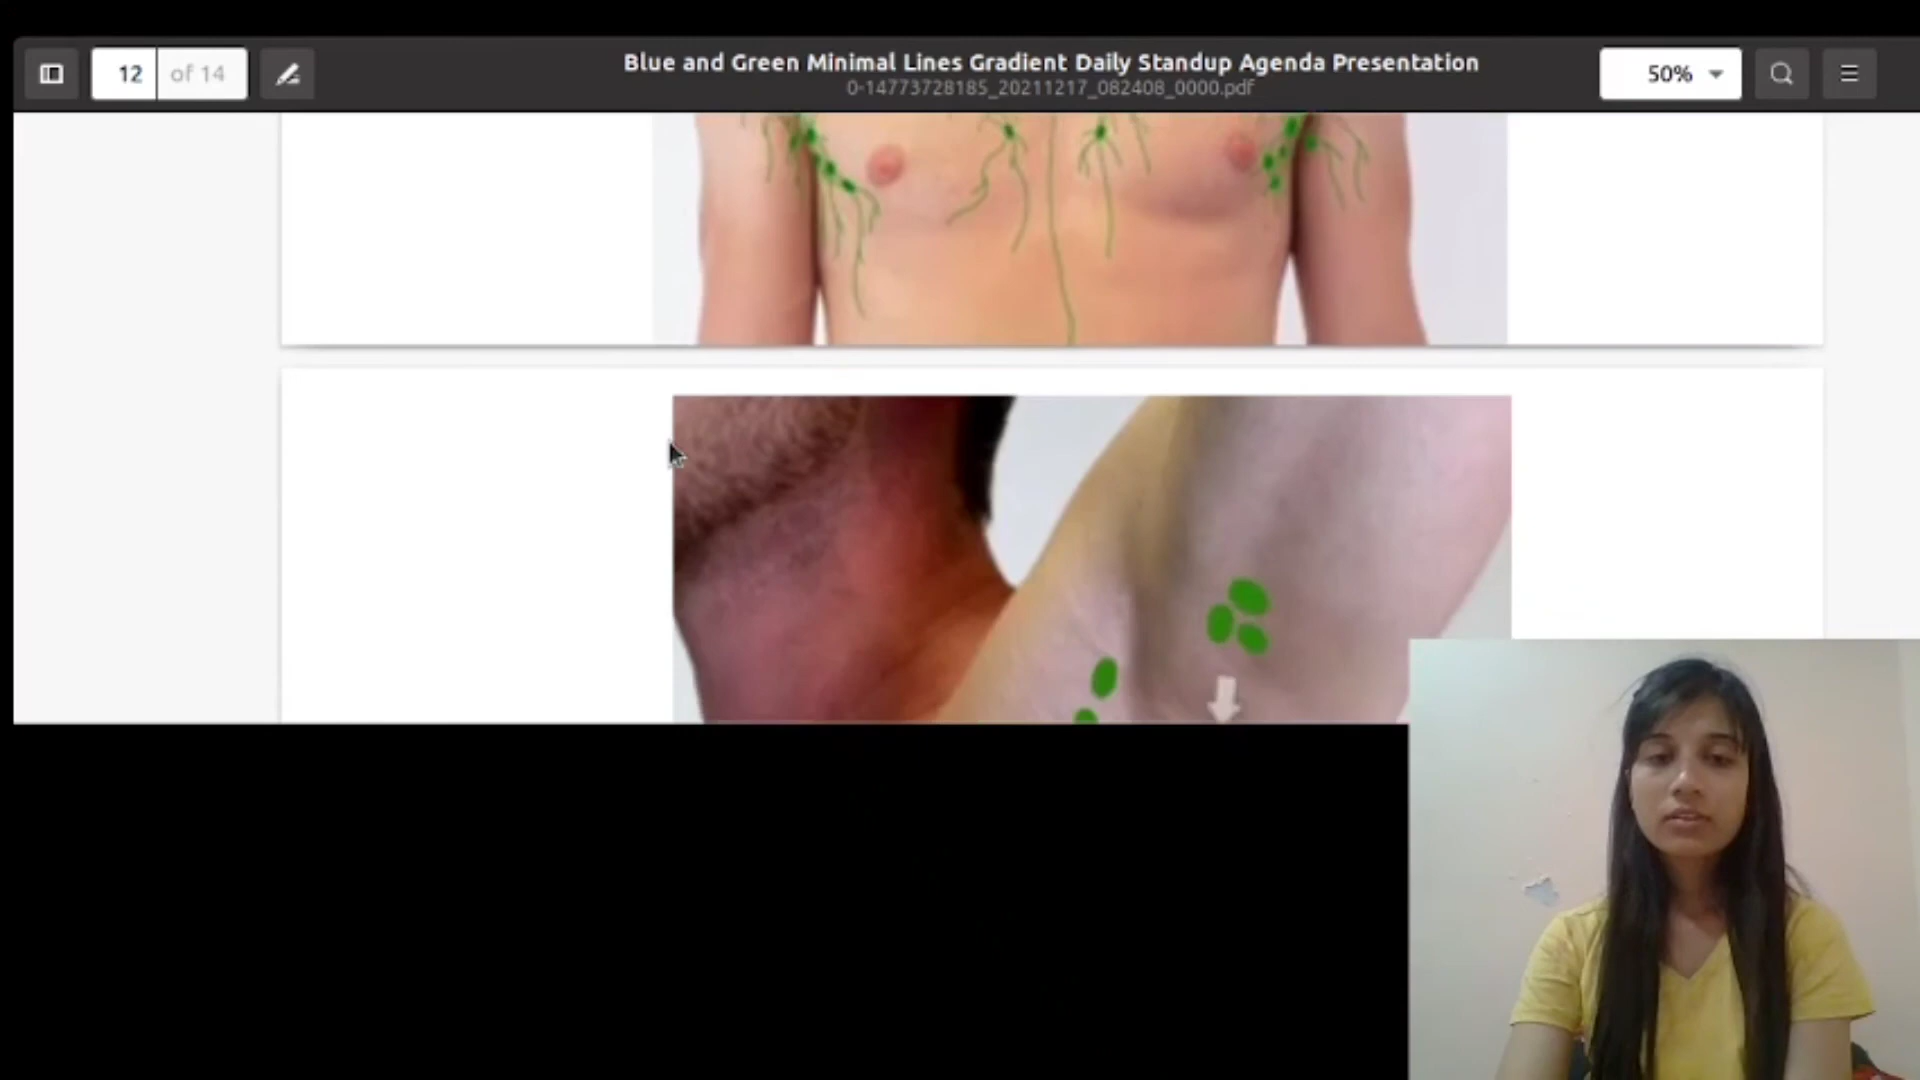 12 of 14
Blue and Green Minimal Lines Gradient Daily Standup Agenda Presentation
0-14773728185_20211217_082408_0000.pdf
50%